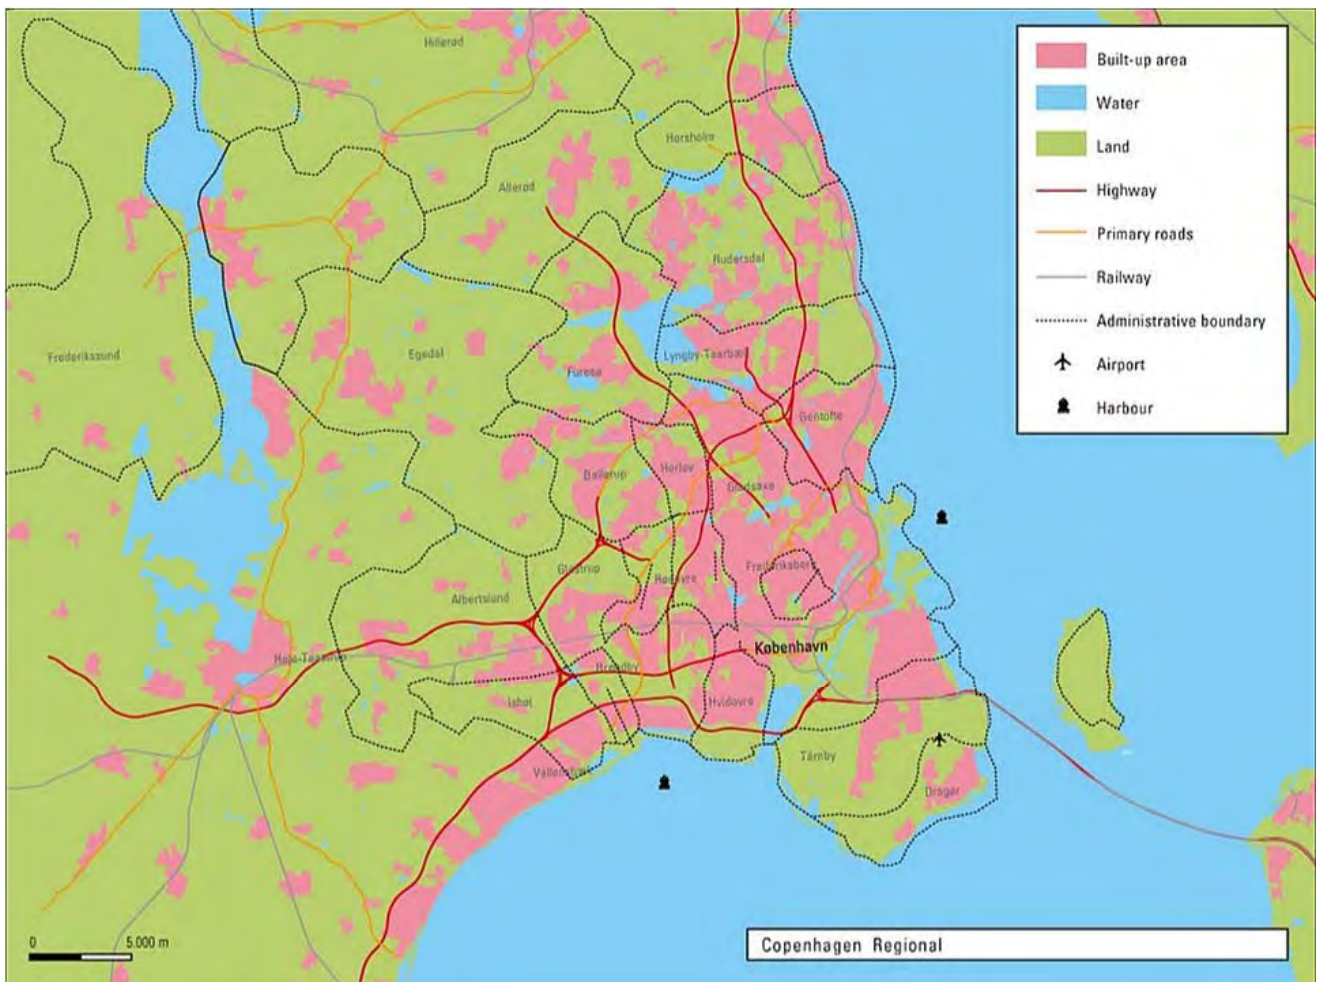 Hillerød
Hørsholm
Allerød
Rudersdal
Frederikssund
Egedal
Lyngby-Taarbæk
Furesø
Gentofte
Ballerup
Herlev
Gladsaxe
Glostrup
Rødovre
Frederiksberg
Albertslund
København
Høje-Taastrup
Brøndby
Ishøj
Hvidovre
Tårnby
Vallensbæk
Dragør
Built-up area
Water
Land
Highway
Primary roads
Railway
Administrative boundary
Airport
Harbour
0 5.000 m
Copenhagen Regional